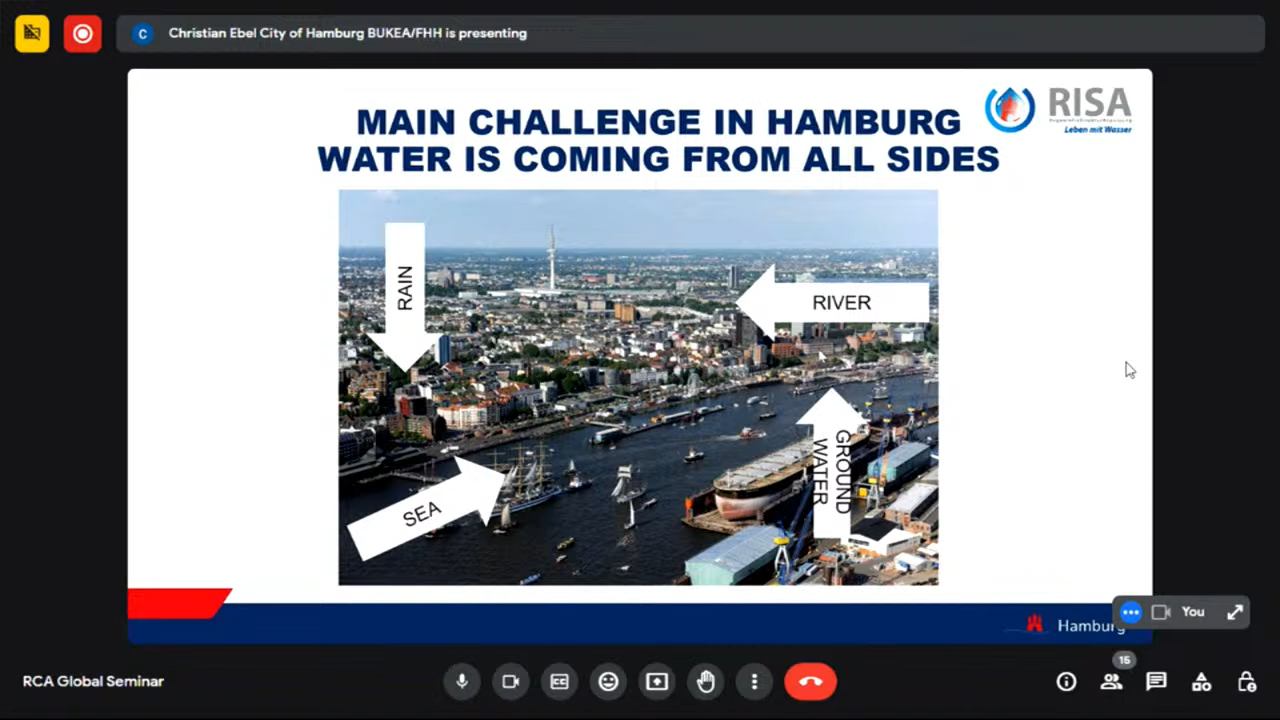 C
Christian Ebel City of Hamburg BUKEA/FHH is presenting
MAIN CHALLENGE IN HAMBURG
WATER IS COMING FROM ALL SIDES
RISA
Leben mit Wasser
RAIN
RIVER
GROUND
WATER
SEA
Hamburg
You
15
RCA Global Seminar
CC